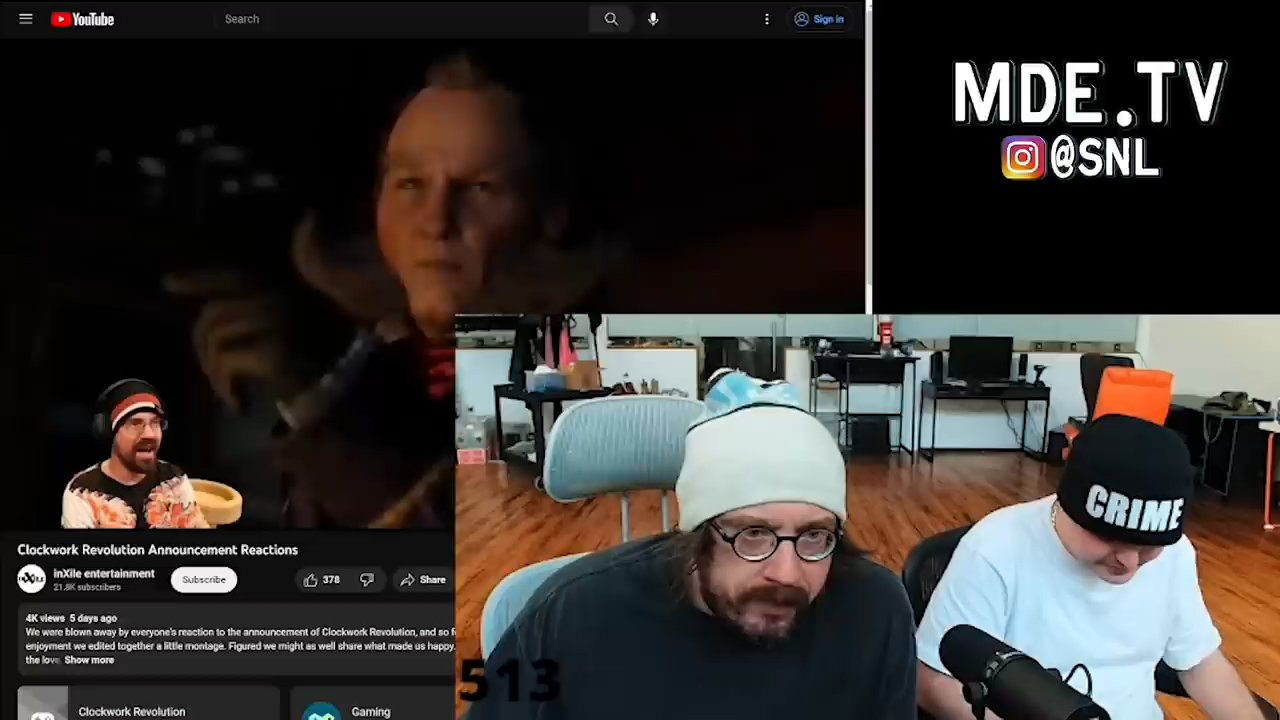 YouTube
Search
Sign in
MDE.TV
@SNL
CRIME
Clockwork Revolution Announcement Reactions
inXile entertainment
21.8K subscribers
Subscribe
378
Share
4K views 5 days ago
We were blown away by everyone's reaction to the announcement of Clockwork Revolution, and so f
enjoyment we edited together a little montage. Figured we might as well share what made us happy.
the love Show more
513
Clockwork Revolution
Gaming